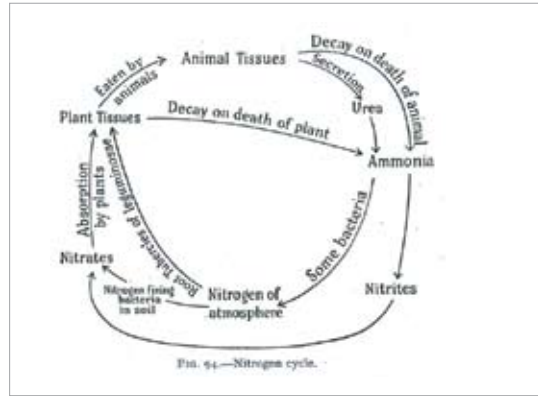 Decay on death of animal
Eaten by
animals
Animal Tissues
Secretion
Urea
Plant Tissues
Decay on death of plant
Ammonia
Absorption
by plants
Root Tubercles of leguminosae
Some bacteria
Nitrates
Nitrogen fixing
bacteria
in soil
Nitrogen of
atmosphere
Nitrites
FIG. 94.—Nitrogen cycle.